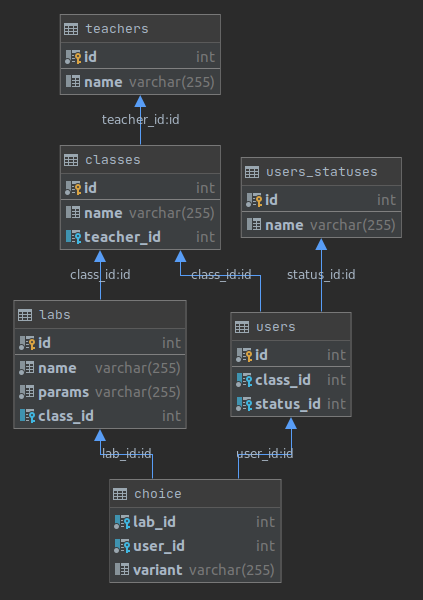 teachers
id int
name varchar(255)
teacher_id:id
classes
id int
name varchar(255)
teacher_id int
users_statuses
id int
name varchar(255)
class_id:id
class_id:id
status_id:id
labs
id int
name varchar(255)
params varchar(255)
class_id int
users
id int
class_id int
status_id int
lab_id:id
user_id:id
choice
lab_id int
user_id int
variant varchar(255)